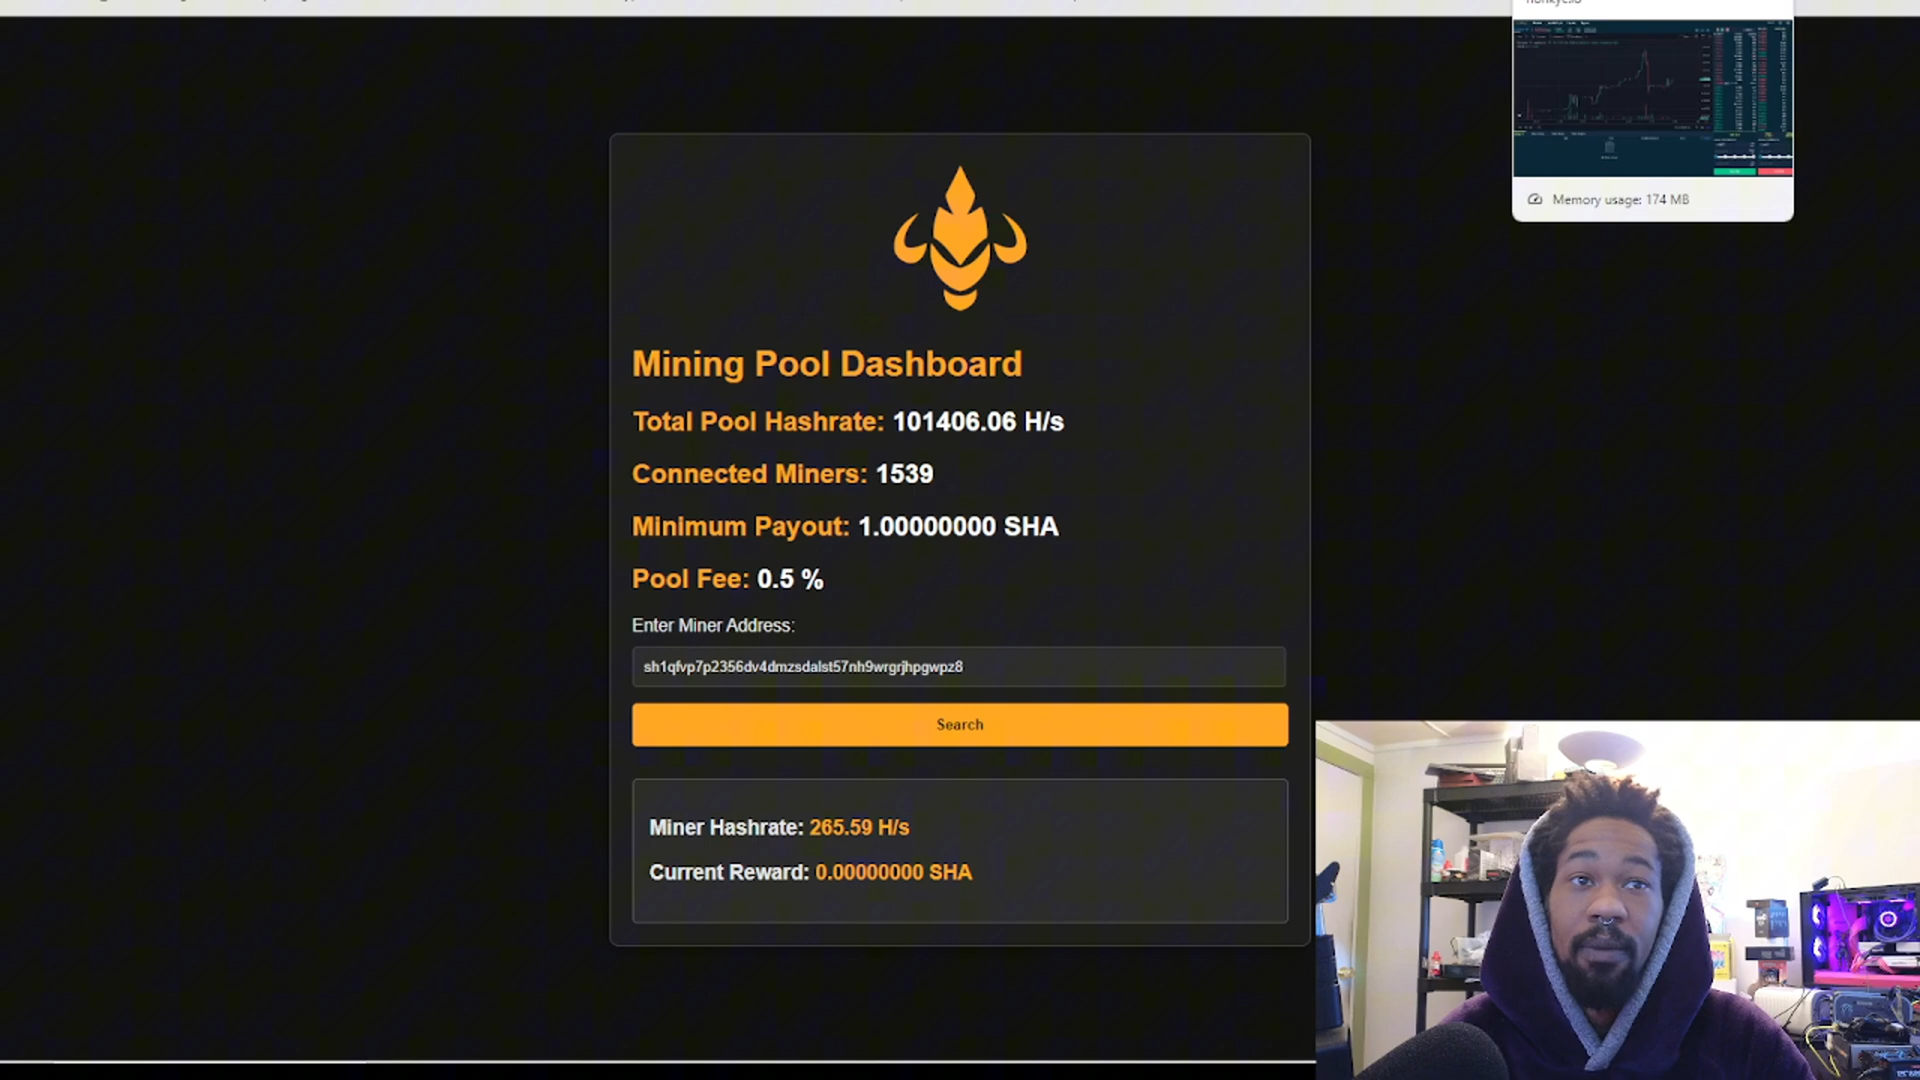 Memory usage: 174 MB
Mining Pool Dashboard
Total Pool Hashrate: 101406.06 H/s
Connected Miners: 1539
Minimum Payout: 1.00000000 SHA
Pool Fee: 0.5 %
Enter Miner Address:
sh1qfvp7p2356dv4dmzsdalst57nh9wrgrjhpgwpz8
Search
Miner Hashrate: 265.59 H/s
Current Reward: 0.00000000 SHA